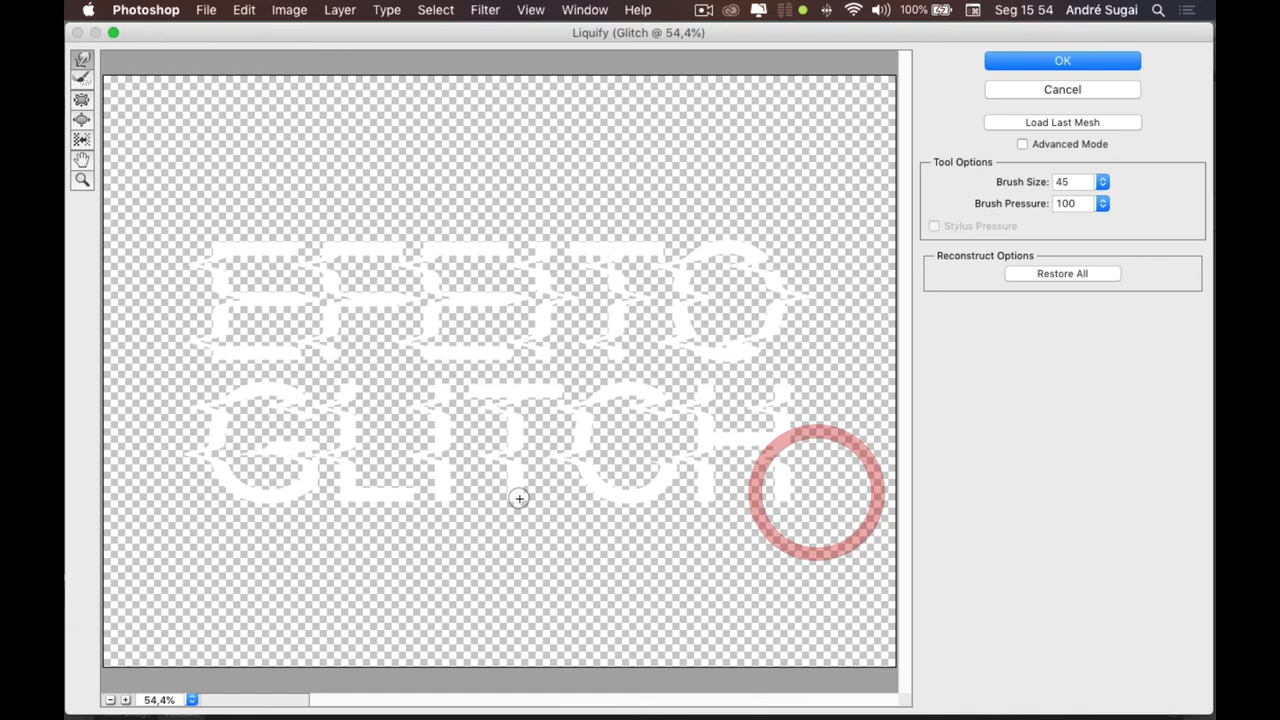 Photoshop File Edit Image Layer Type Select Filter View Window Help 100% Seg 15 54 André Sugai
Liquify (Glitch @ 54,4%)
OK
Cancel
Load Last Mesh
Advanced Mode
Tool Options
Brush Size: 45
Brush Pressure: 100
Stylus Pressure
Reconstruct Options
Restore All
EFEITO
GLITCH
54,4%